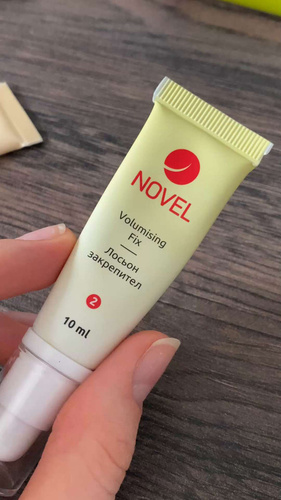 NOVEL
Volumising
Fix
Лосьон
закрепител
2
10 ml